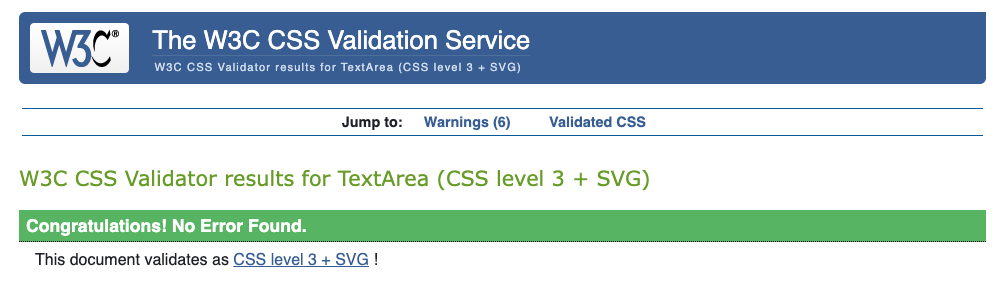 W3C® The W3C CSS Validation Service
W3C CSS Validator results for TextArea (CSS level 3 + SVG)
Jump to: Warnings (6) Validated CSS
W3C CSS Validator results for TextArea (CSS level 3 + SVG)
Congratulations! No Error Found.
This document validates as CSS level 3 + SVG !